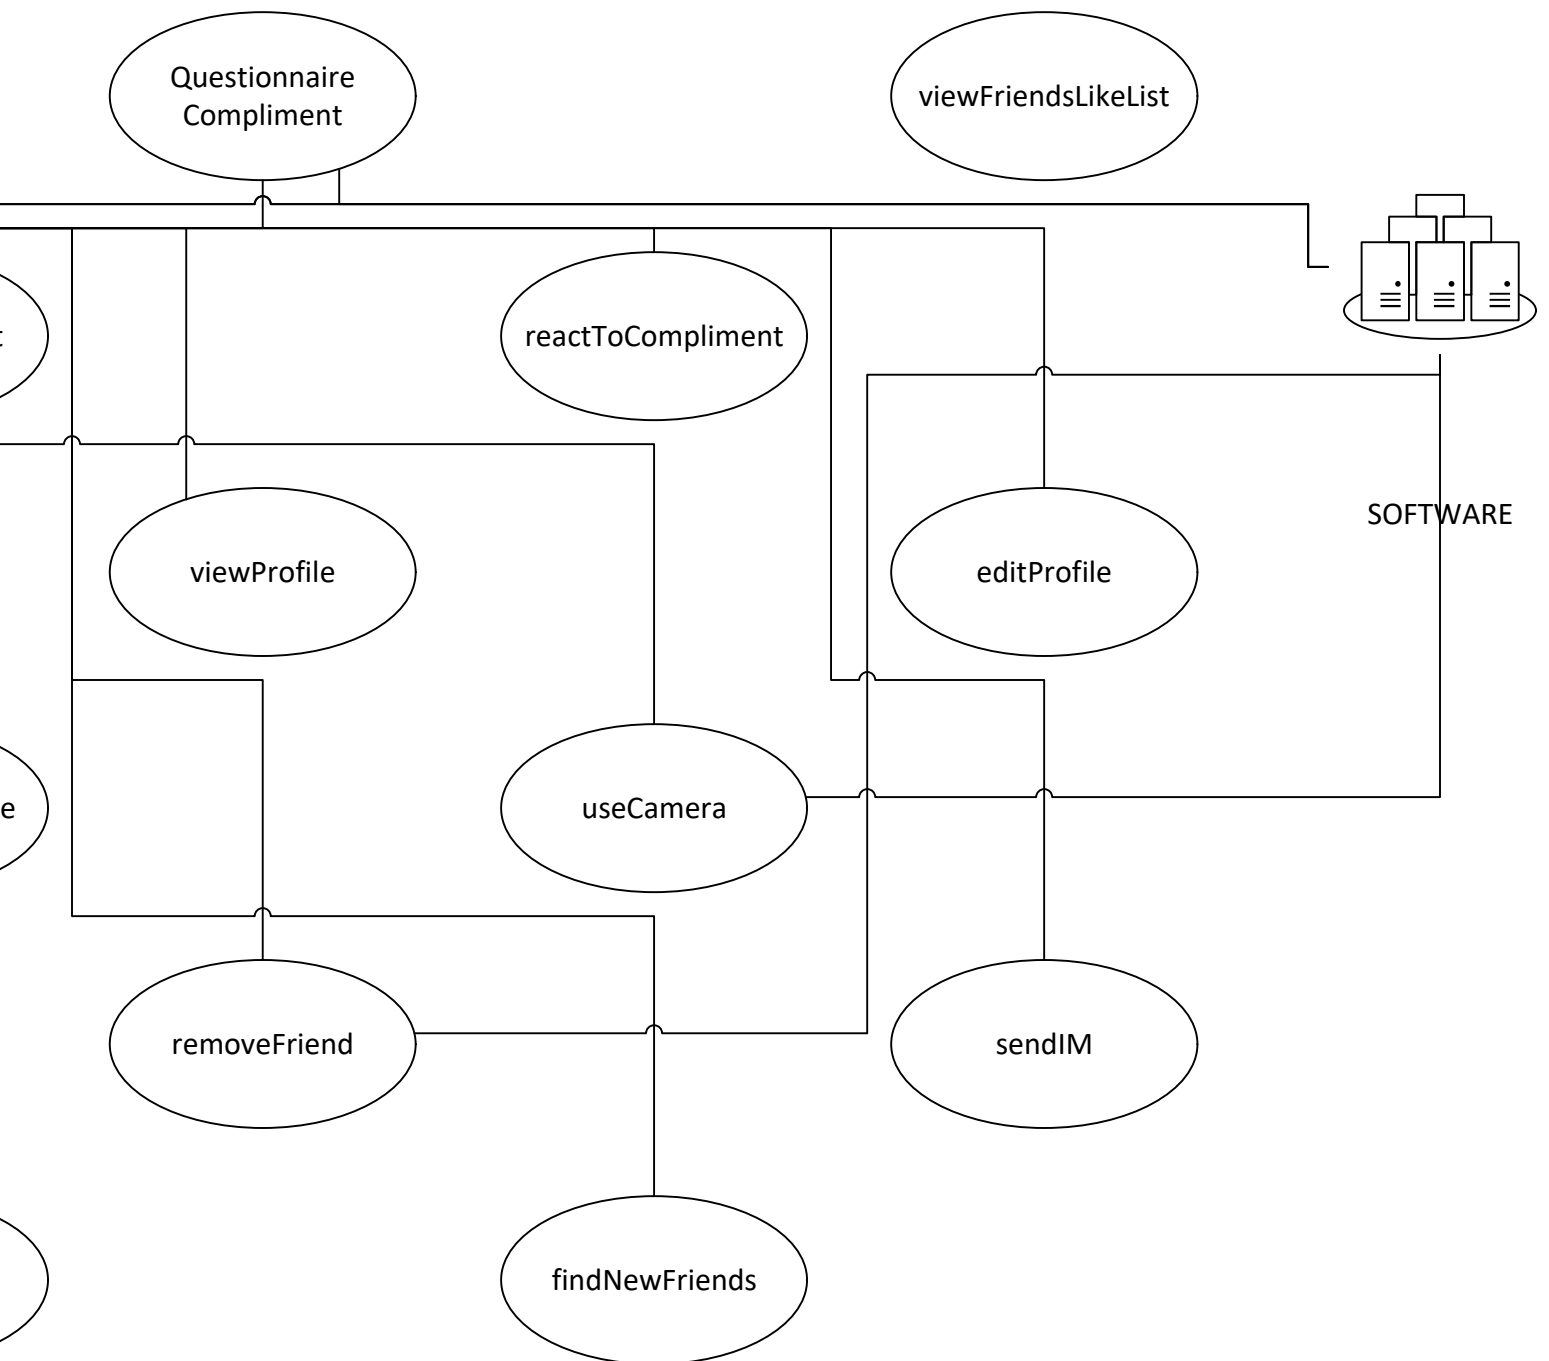 Questionnaire
Compliment
viewFriendsLikeList
t
reactToCompliment
SOFTWARE
viewProfile
editProfile
e
useCamera
removeFriend
sendIM
findNewFriends